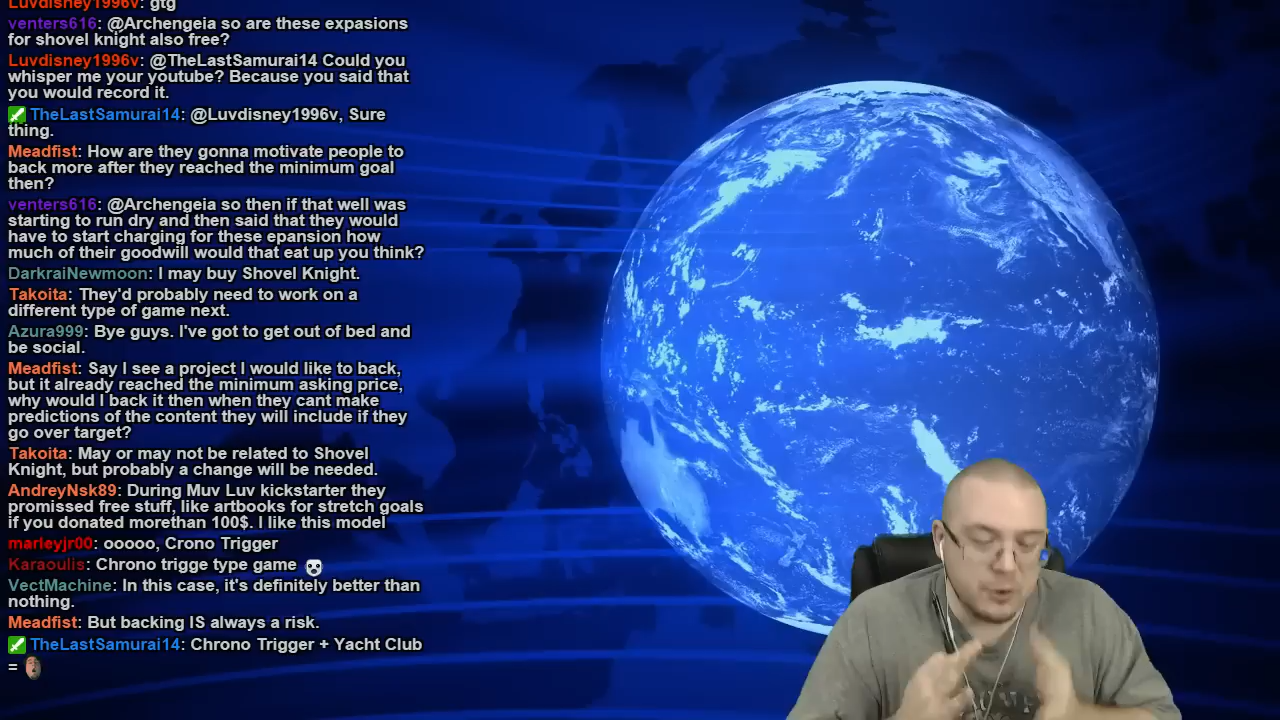 Luvdisney1996v: gtg
venters616: @Archengeia so are these expasions
for shovel knight also free?
Luvdisney1996v: @TheLastSamurai14 Could you
whisper me your youtube? Because you said that
you would record it.
TheLastSamurai14: @Luvdisney1996v, Sure
thing.
Meadfist: How are they gonna motivate people to
back more after they reached the minimum goal
then?
venters616: @Archengeia so then if that well was
starting to run dry and then said that they would
have to start charging for these epansion how
much of their goodwill would that eat up you think?
DarkraiNewmoon: I may buy Shovel Knight.
Takoita: They'd probably need to work on a
different type of game next.
Azura999: Bye guys. I've got to get out of bed and
be social.
Meadfist: Say I see a project I would like to back,
but it already reached the minimum asking price,
why would I back it then when they cant make
predictions of the content they will include if they
go over target?
Takoita: May or may not be related to Shovel
Knight, but probably a change will be needed.
AndreyNsk89: During Muv Luv kickstarter they
promissed free stuff, like artbooks for stretch goals
if you donated morethan 100$. I like this model
marleyjr00: ooooo, Crono Trigger
Karaoulis: Chrono trigge type game
VectMachine: In this case, it's definitely better than
nothing.
Meadfist: But backing IS always a risk.
TheLastSamurai14: Chrono Trigger + Yacht Club
=